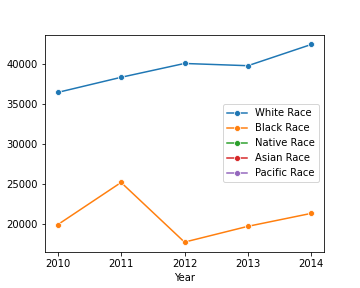 40000
35000
30000
25000
20000
White Race
Black Race
Native Race
Asian Race
Pacific Race
2010 2011 2012 2013 2014
Year